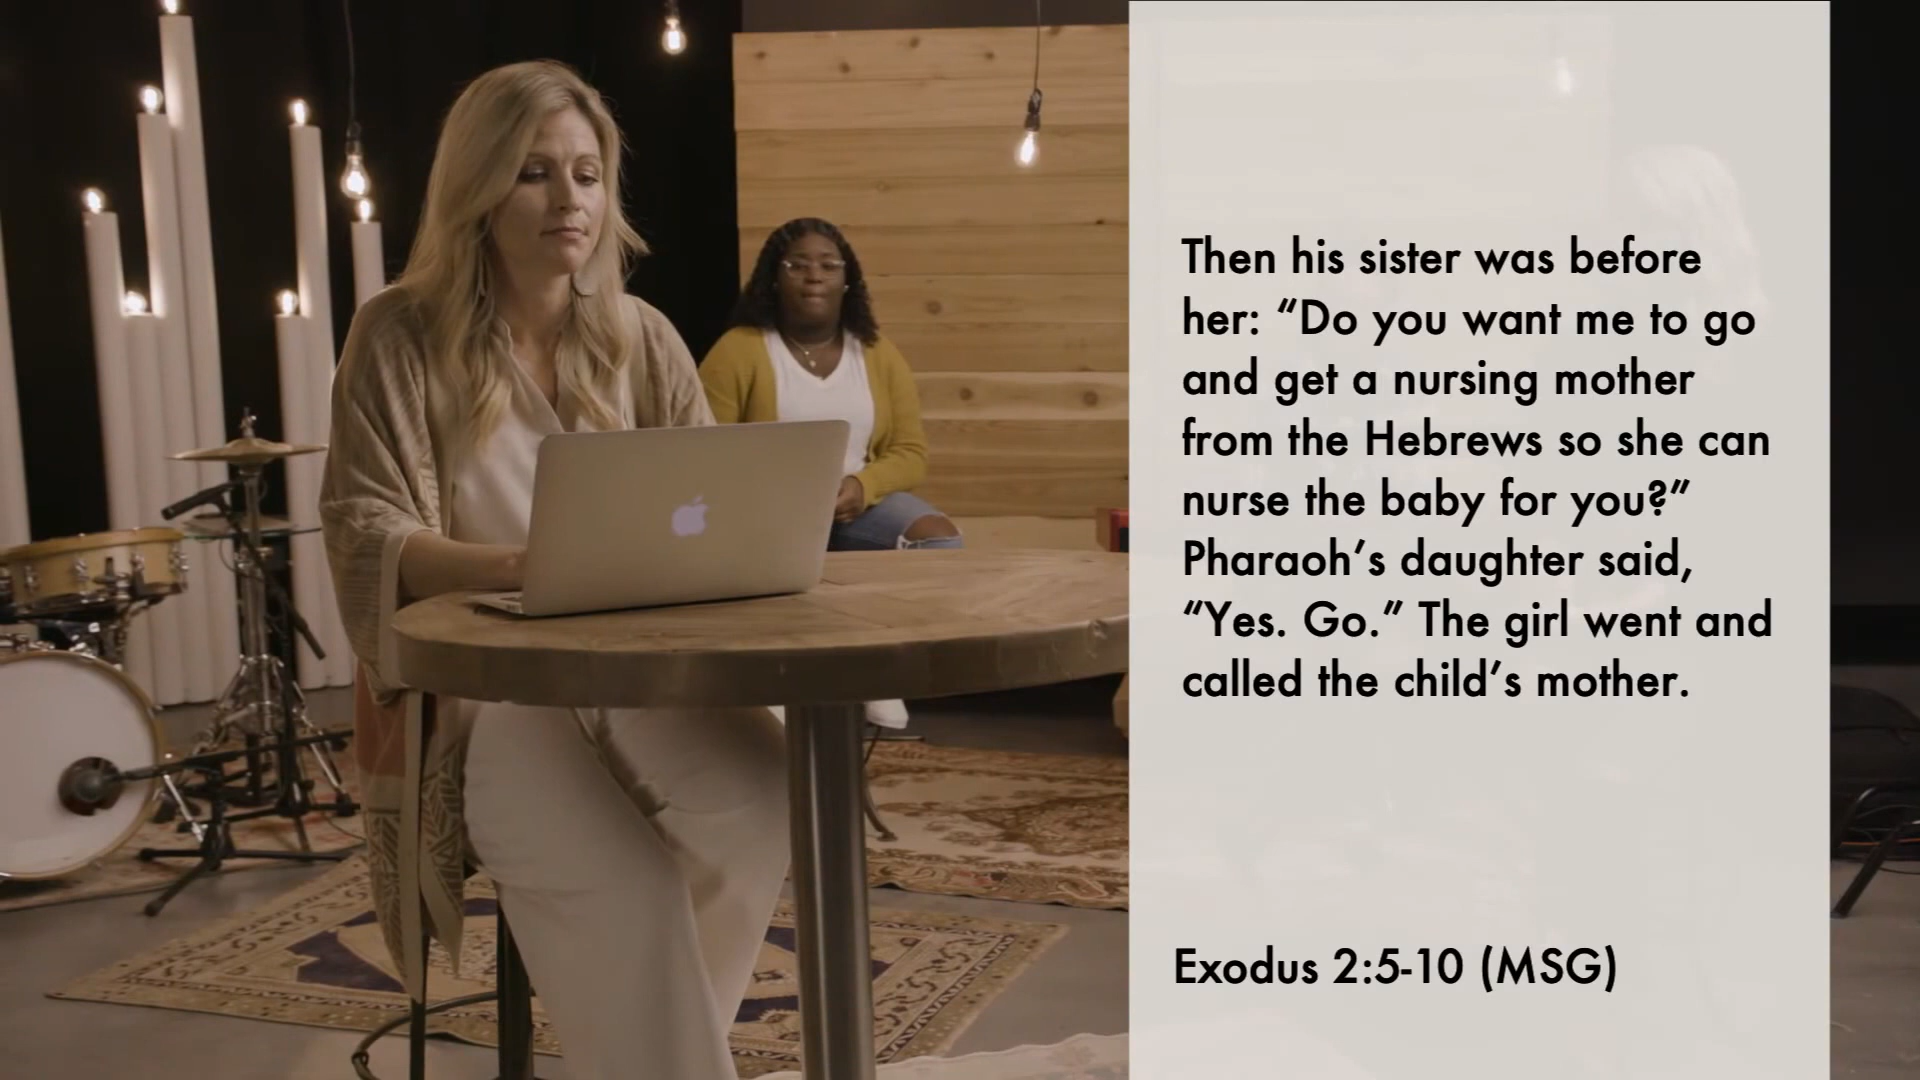 Then his sister was before
her: “Do you want me to go
and get a nursing mother
from the Hebrews so she can
nurse the baby for you?”
Pharaoh’s daughter said,
“Yes. Go.” The girl went and
called the child’s mother.
Exodus 2:5-10 (MSG)